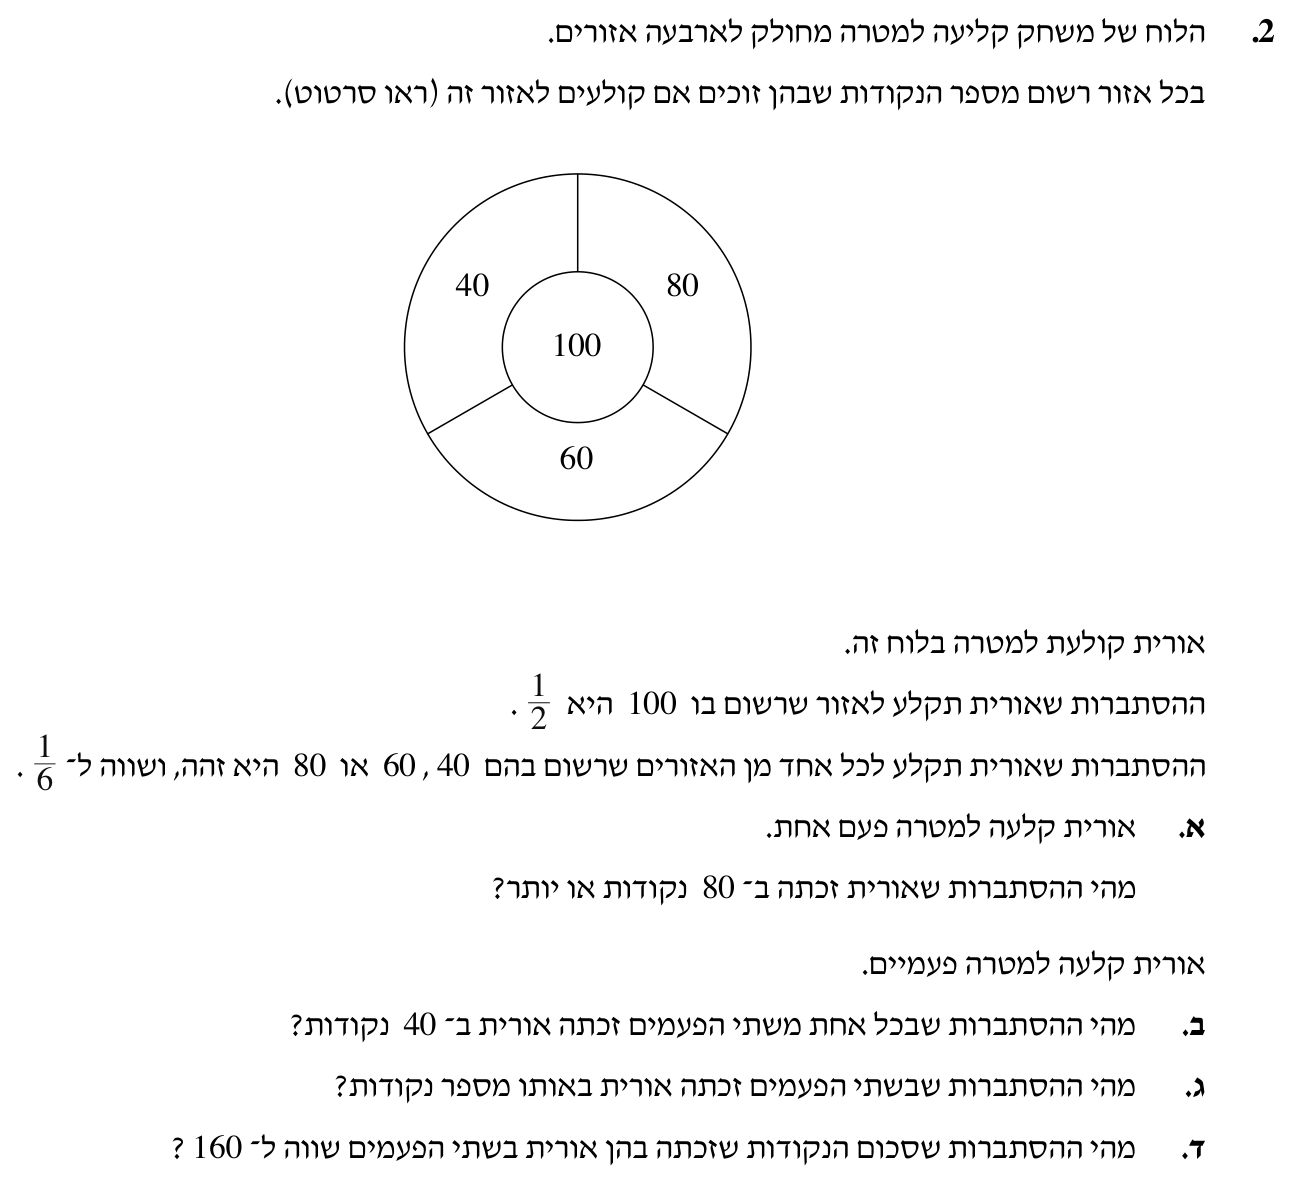 2. הלוח של משחק קליעה למטרה מחולק לארבעה אזורים.
בכל אזור רשום מספר הנקודות שבהן זוכים אם קולעים לאזור זה (ראו סרטוט).
40
80
100
60
אורית קולעת למטרה בלוח זה.
ההסתברות שאורית תקלע לאזור שרשום בו 100 היא 1/2 .
ההסתברות שאורית תקלע לכל אחד מן האזורים שרשום בהם 40 , 60 או 80 היא זהה, ושווה ל־ 1/6 .
א. אורית קלעה למטרה פעם אחת.
מהי ההסתברות שאורית זכתה ב־ 80 נקודות או יותר?
אורית קלעה למטרה פעמיים.
ב. מהי ההסתברות שבכל אחת משתי הפעמים זכתה אורית ב־ 40 נקודות?
ג. מהי ההסתברות שבשתי הפעמים זכתה אורית באותו מספר נקודות?
ד. מהי ההסתברות שסכום הנקודות שזכתה בהן אורית בשתי הפעמים שווה ל־ 160 ?